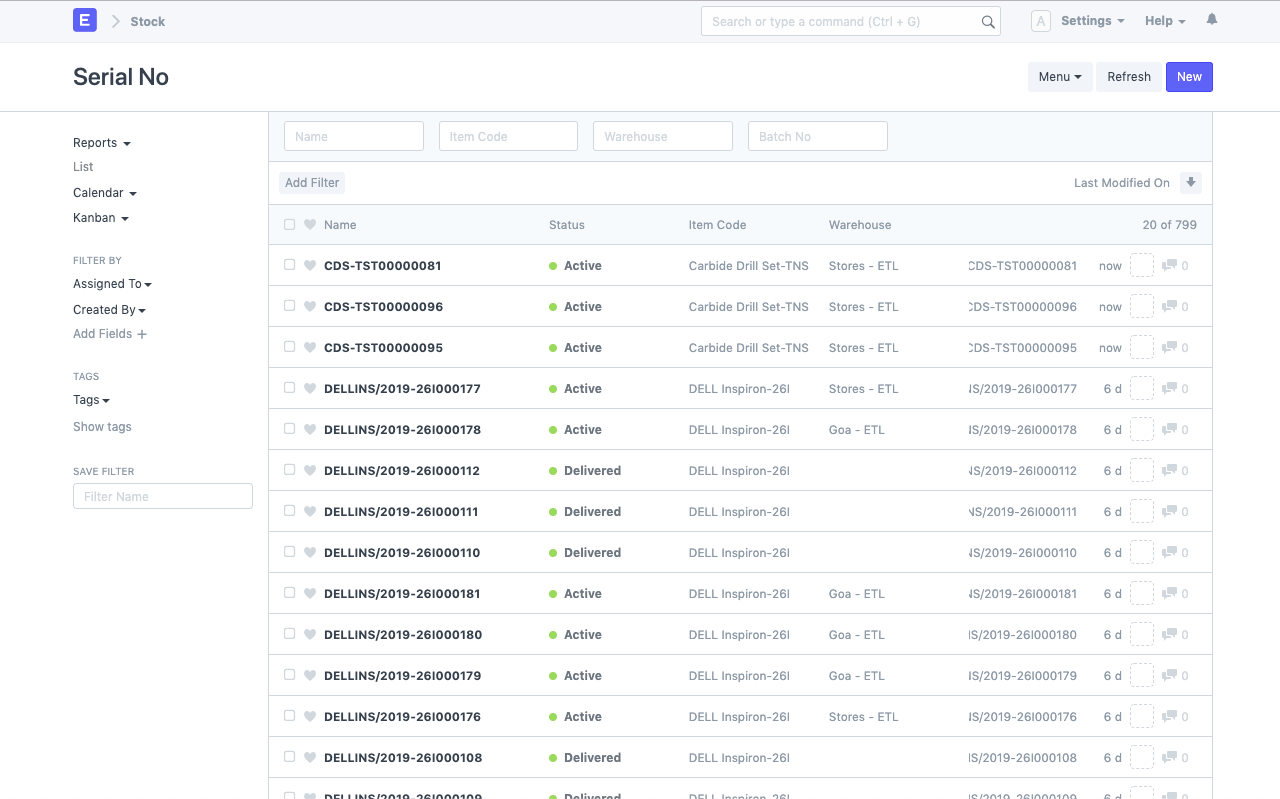 E
Stock
Search or type a command (Ctrl + G)
A
Settings
Help
Serial No
Menu
Refresh
New
Reports
List
Calendar
Kanban
FILTER BY
Assigned To
Created By
Add Fields +
TAGS
Tags
Show tags
SAVE FILTER
Filter Name
Name Item Code Warehouse Batch No
Add Filter Last Modified On
Name Status Item Code Warehouse 20 of 799
CDS-TST00000081 Active Carbide Drill Set-TNS Stores - ETL CDS-TST00000081 now 0
CDS-TST00000096 Active Carbide Drill Set-TNS Stores - ETL CDS-TST00000096 now 0
CDS-TST00000095 Active Carbide Drill Set-TNS Stores - ETL CDS-TST00000095 now 0
DELLINS/2019-26I000177 Active DELL Inspiron-26I Stores - ETL NS/2019-26I000177 6 d 0
DELLINS/2019-26I000178 Active DELL Inspiron-26I Goa - ETL IS/2019-26I000178 6 d 0
DELLINS/2019-26I000112 Delivered DELL Inspiron-26I NS/2019-26I000112 6 d 0
DELLINS/2019-26I000111 Delivered DELL Inspiron-26I NS/2019-26I000111 6 d 0
DELLINS/2019-26I000110 Delivered DELL Inspiron-26I NS/2019-26I000110 6 d 0
DELLINS/2019-26I000181 Active DELL Inspiron-26I Goa - ETL NS/2019-26I000181 6 d 0
DELLINS/2019-26I000180 Active DELL Inspiron-26I Goa - ETL IS/2019-26I000180 6 d 0
DELLINS/2019-26I000179 Active DELL Inspiron-26I Goa - ETL IS/2019-26I000179 6 d 0
DELLINS/2019-26I000176 Active DELL Inspiron-26I Stores - ETL IS/2019-26I000176 6 d 0
DELLINS/2019-26I000108 Delivered DELL Inspiron-26I IS/2019-26I000108 6 d 0
DELLINS/2019-26I000109 Delivered DELL Inspiron-26I IS/2019-26I000109 6 d 0